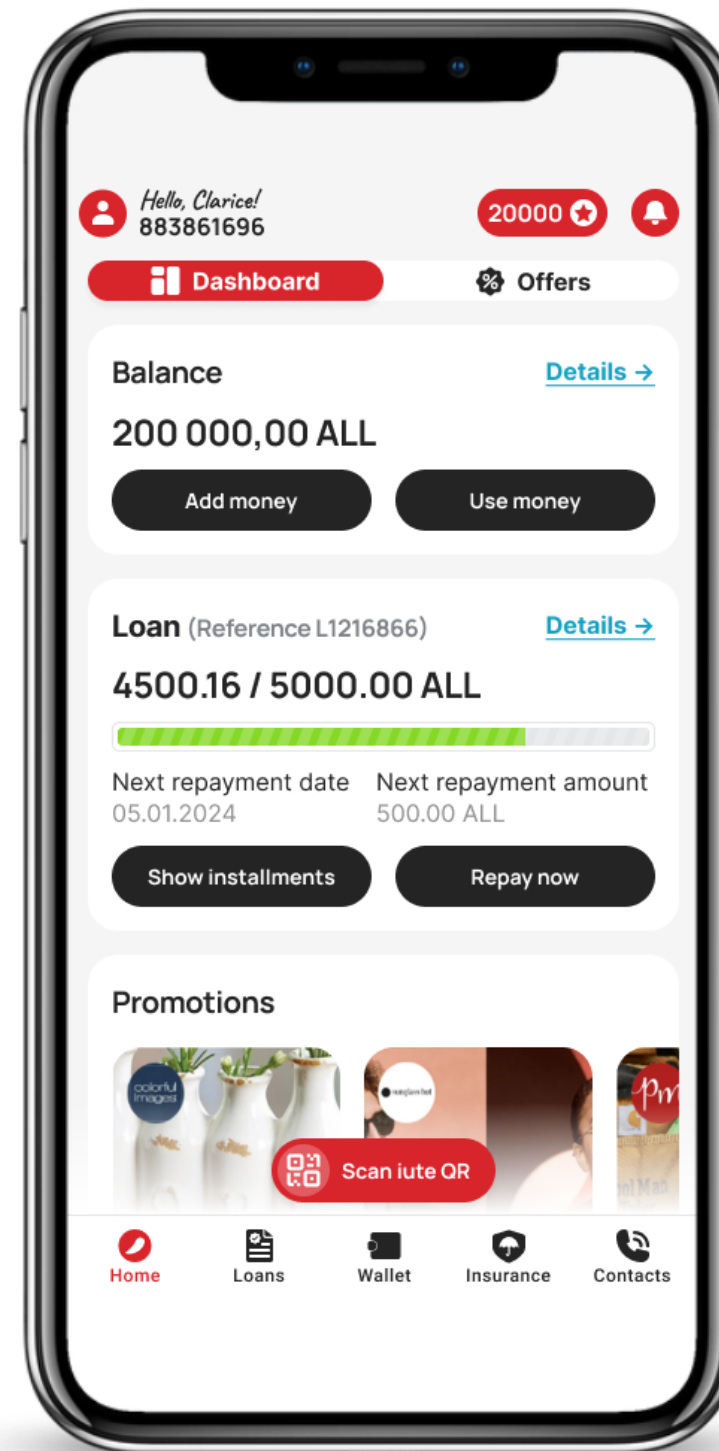 Hello, Clarice!
883861696
20000
Dashboard
Offers
Balance
Details →
200 000,00 ALL
Add money
Use money
Loan (Reference L1216866)
Details →
4500.16 / 5000.00 ALL
Next repayment date
Next repayment amount
05.01.2024
500.00 ALL
Show installments
Repay now
Promotions
colorful
images
Pm
Scan iute QR
Home
Loans
Wallet
Insurance
Contacts